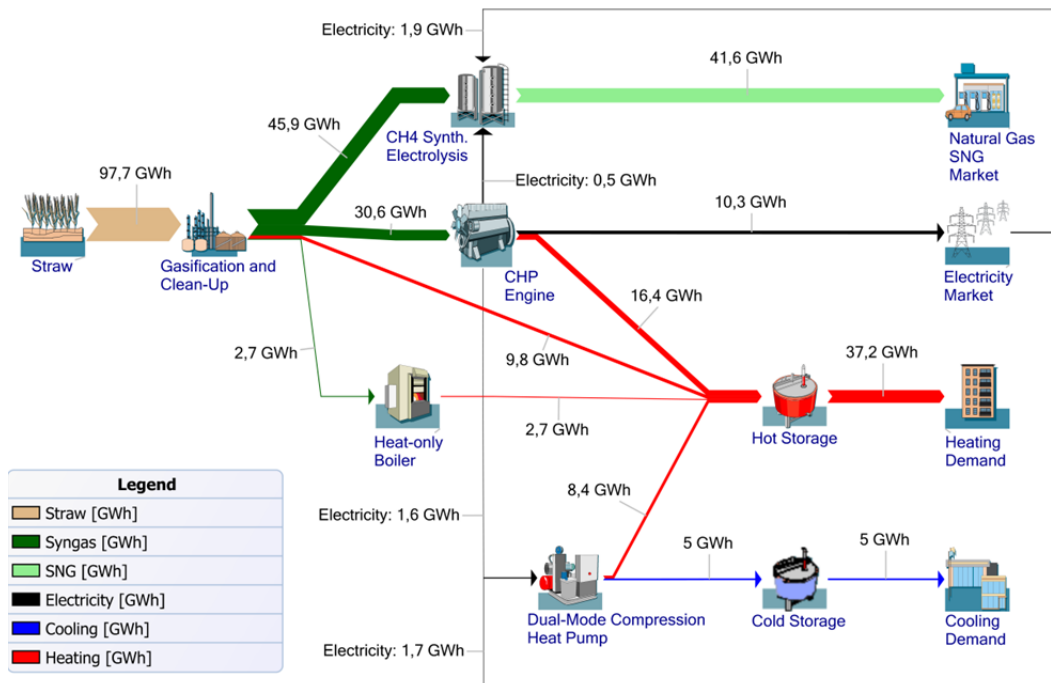 Electricity: 1,9 GWh
41,6 GWh
45,9 GWh
CH4 Synth.
Electrolysis
Natural Gas
SNG
Market
97,7 GWh
Electricity: 0,5 GWh
30,6 GWh
10,3 GWh
Straw
Gasification and
Clean-Up
CHP
Engine
Electricity
Market
16,4 GWh
2,7 GWh
9,8 GWh
37,2 GWh
Heat-only
Boiler
2,7 GWh
Hot Storage
Heating
Demand
Legend
Straw [GWh]
Syngas [GWh]
SNG [GWh]
Electricity [GWh]
Cooling [GWh]
Heating [GWh]
8,4 GWh
Electricity: 1,6 GWh
5 GWh
5 GWh
Dual-Mode Compression
Heat Pump
Cold Storage
Cooling
Demand
Electricity: 1,7 GWh